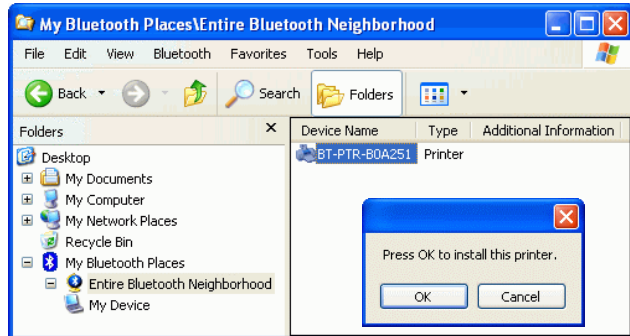 My Bluetooth Places\Entire Bluetooth Neighborhood
File Edit View Bluetooth Favorites Tools Help
Back Search Folders
Folders
Device Name Type Additional Information
Desktop
BT-PTR-B0A251 Printer
My Documents
My Computer
My Network Places
Recycle Bin
My Bluetooth Places
Entire Bluetooth Neighborhood
My Device
Press OK to install this printer.
OK Cancel